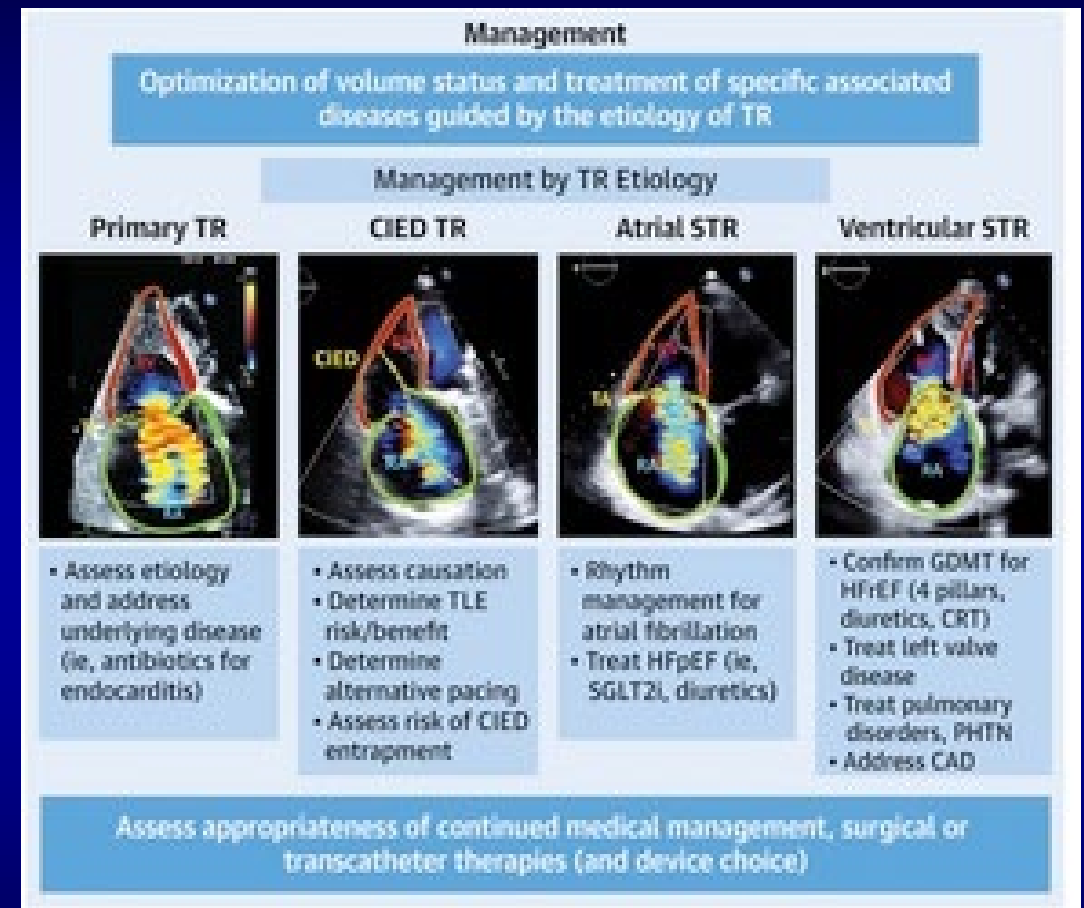 Management
Optimization of volume status and treatment of specific associated
diseases guided by the etiology of TR
Management by TR Etiology
Primary TR
CIED TR
Atrial STR
Ventricular STR
CIED
RA
TA
RA
RA
• Assess etiology
and address
underlying disease
(ie, antibiotics for
endocarditis)
• Assess causation
• Determine TLE
risk/benefit
• Determine
alternative pacing
• Assess risk of CIED
entrapment
• Rhythm
management for
atrial fibrillation
• Treat HFpEF (ie,
SGLT2i, diuretics)
• Confirm GDMT for
HFrEF (4 pillars,
diuretics, CRT)
• Treat left valve
disease
• Treat pulmonary
disorders, PHTN
• Address CAD
Assess appropriateness of continued medical management, surgical or
transcatheter therapies (and device choice)